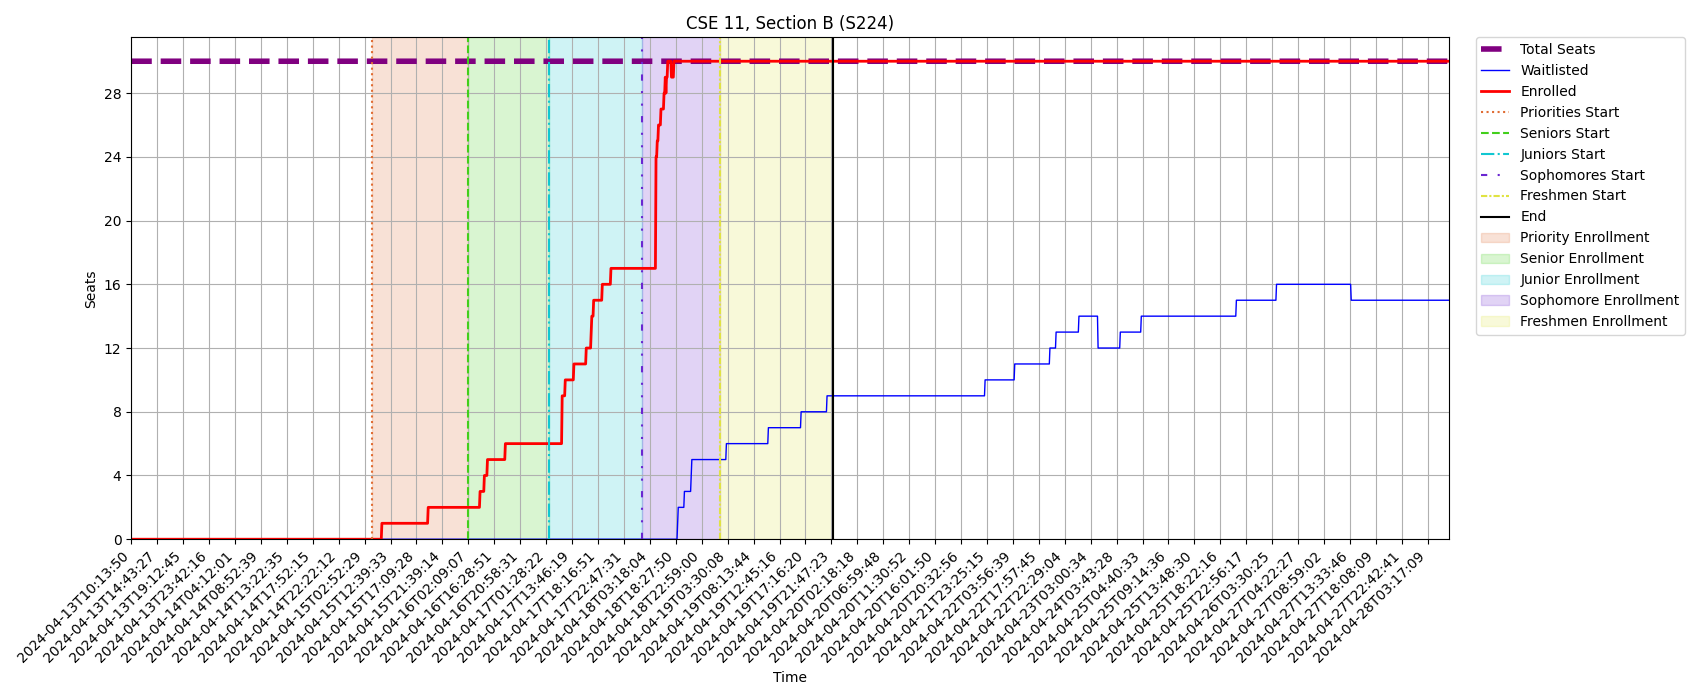 CSE 11, Section B (S224)
Total Seats
Waitlisted
Enrolled
Priorities Start
Seniors Start
Juniors Start
Sophomores Start
Freshmen Start
End
Priority Enrollment
Senior Enrollment
Junior Enrollment
Sophomore Enrollment
Freshmen Enrollment
Seats
28
24
20
16
12
8
4
0
2024-04-13T10:13:50
2024-04-13T14:43:27
2024-04-13T19:12:45
2024-04-13T23:42:16
2024-04-14T04:12:01
2024-04-14T08:52:39
2024-04-14T13:22:35
2024-04-14T17:52:15
2024-04-14T22:22:12
2024-04-15T02:52:29
2024-04-15T12:39:33
2024-04-15T17:09:28
2024-04-15T21:39:14
2024-04-16T02:09:07
2024-04-16T16:28:51
2024-04-16T20:58:31
2024-04-17T01:28:22
2024-04-17T13:46:19
2024-04-17T18:16:51
2024-04-17T22:47:31
2024-04-18T03:18:04
2024-04-18T18:27:50
2024-04-18T22:59:00
2024-04-19T03:30:08
2024-04-19T08:13:44
2024-04-19T12:45:16
2024-04-19T17:16:20
2024-04-19T21:47:23
2024-04-20T02:18:18
2024-04-20T06:59:48
2024-04-20T11:30:52
2024-04-20T16:01:50
2024-04-20T20:32:56
2024-04-21T23:25:15
2024-04-22T03:56:39
2024-04-22T17:57:45
2024-04-22T22:29:04
2024-04-23T03:00:34
2024-04-24T03:43:28
2024-04-25T04:40:33
2024-04-25T09:14:36
2024-04-25T13:48:30
2024-04-25T18:22:16
2024-04-25T22:56:17
2024-04-26T03:30:25
2024-04-27T04:22:27
2024-04-27T08:59:02
2024-04-27T13:33:46
2024-04-27T18:08:09
2024-04-27T22:42:41
2024-04-28T03:17:09
Time